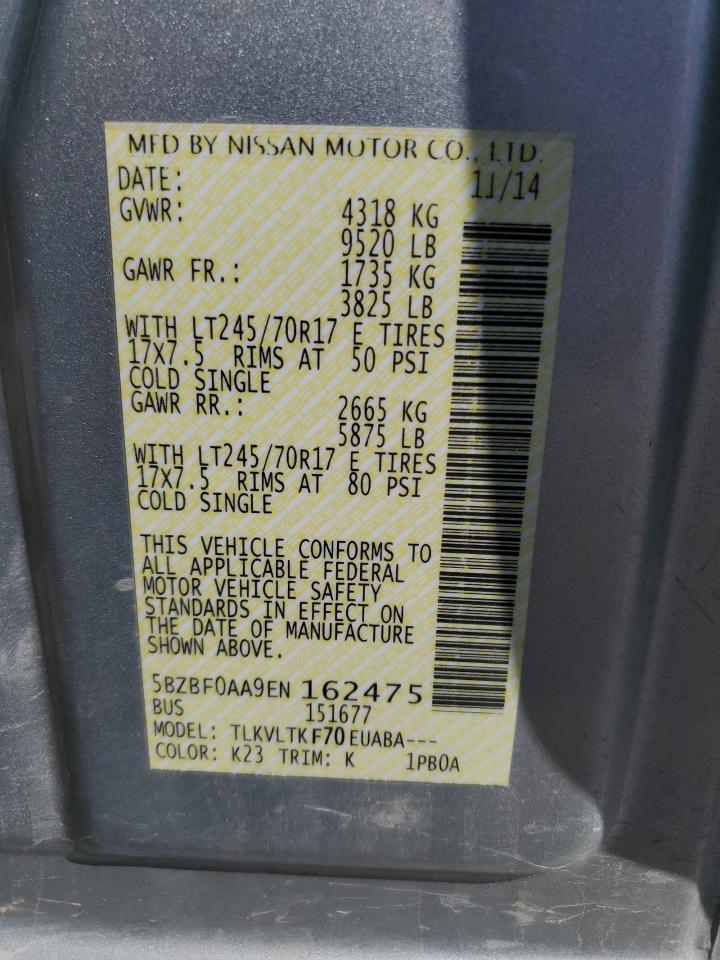 MFD BY NISSAN MOTOR CO., LTD.
DATE: 11/14
GVWR: 4318 KG
9520 LB
GAWR FR.: 1735 KG
3825 LB
WITH LT245/70R17 E TIRES
17X7.5 RIMS AT 50 PSI
COLD SINGLE
GAWR RR.: 2665 KG
5875 LB
WITH LT245/70R17 E TIRES
17X7.5 RIMS AT 80 PSI
COLD SINGLE
THIS VEHICLE CONFORMS TO
ALL APPLICABLE FEDERAL
MOTOR VEHICLE SAFETY
STANDARDS IN EFFECT ON
THE DATE OF MANUFACTURE
SHOWN ABOVE.
5BZBF0AA9EN 162475
BUS 151677
MODEL: TLKVLTKF70EUABA---
COLOR: K23 TRIM: K 1PB0A